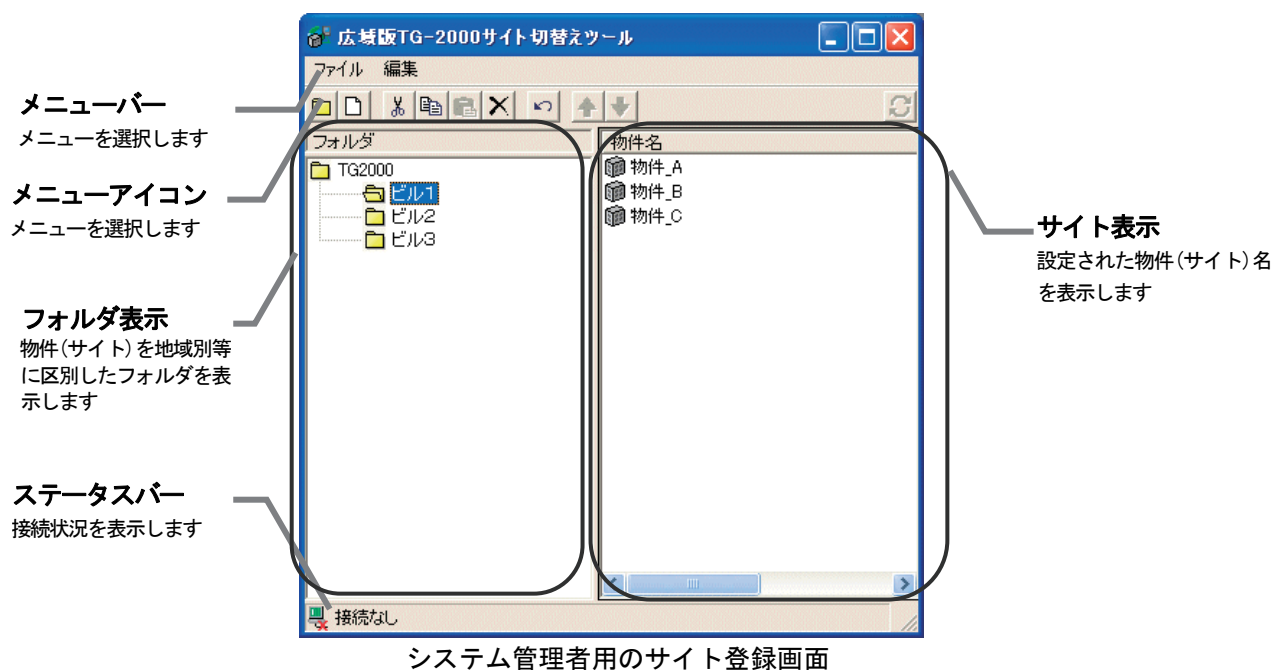 広域版TG-2000サイト切替えツール
ファイル 編集
メニューバー
メニューを選択します
メニューアイコン
メニューを選択します
フォルダ表示
物件(サイト)を地域別等
に区別したフォルダを表
示します
ステータスバー
接続状況を表示します
フォルダ
TG2000
ビル1
ビル2
ビル3
物件名
物件_A
物件_B
物件_C
サイト表示
設定された物件(サイト)名
を表示します
接続なし
システム管理者用のサイト登録画面